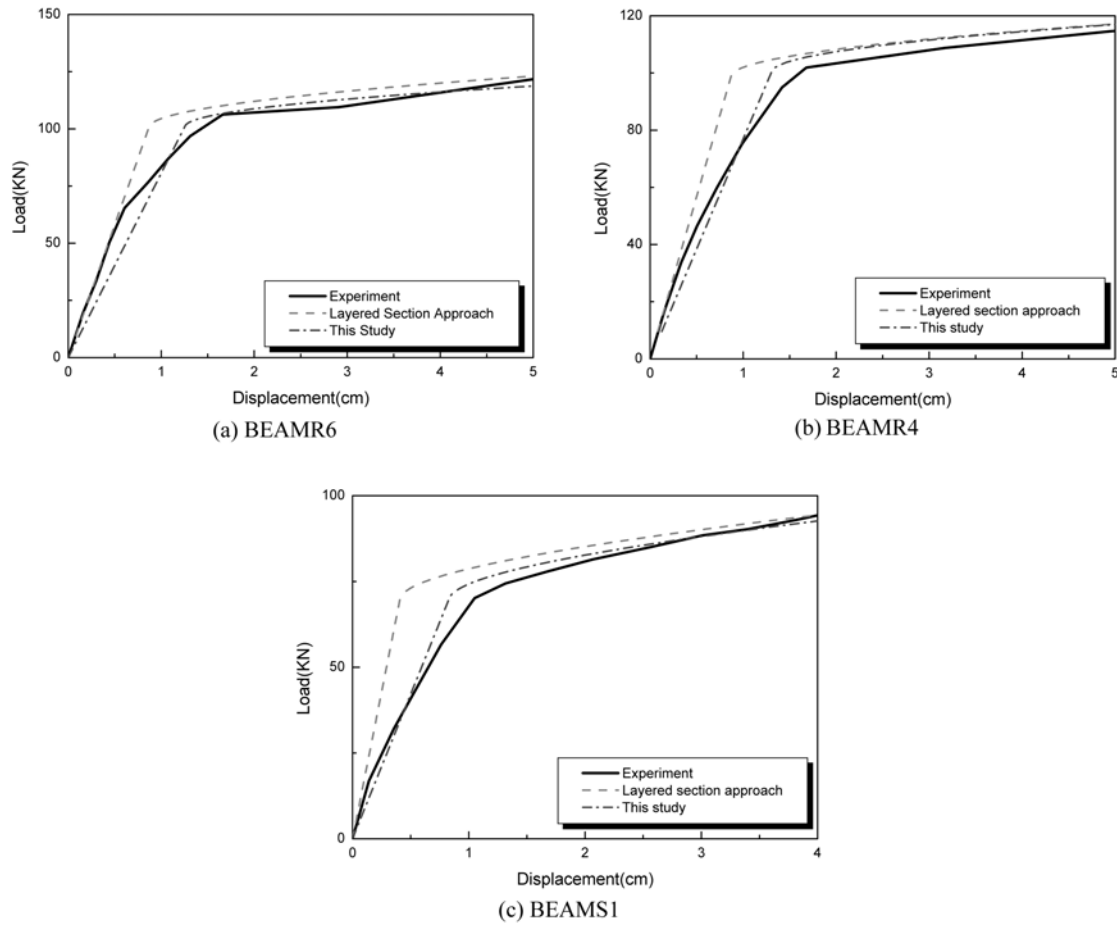 150
100
50
0
Load(KN)
Experiment
Layered Section Approach
This Study
0 1 2 3 4 5
Displacement(cm)
(a) BEAMR6
120
80
40
0
Load(KN)
Experiment
Layered section approach
This study
0 1 2 3 4 5
Displacement(cm)
(b) BEAMR4
100
50
0
Load(KN)
Experiment
Layered section approach
This study
0 1 2 3 4
Displacement(cm)
(c) BEAMS1